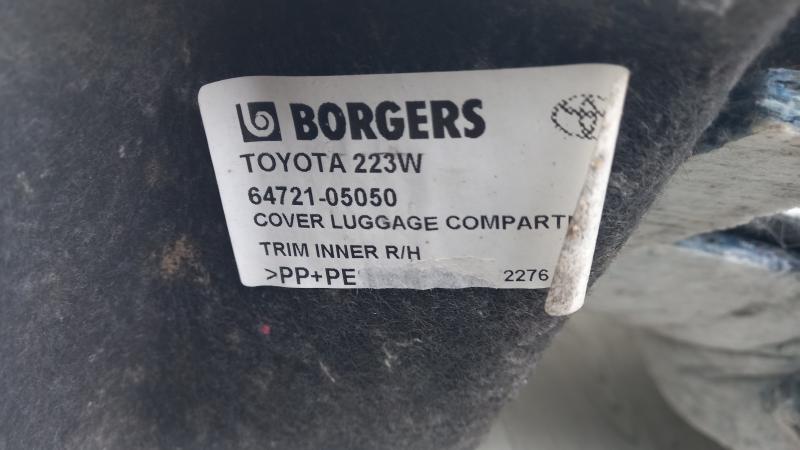 BORGERS
TOYOTA 223W
64721-05050
COVER LUGGAGE COMPART
TRIM INNER R/H
>PP+PE
2276